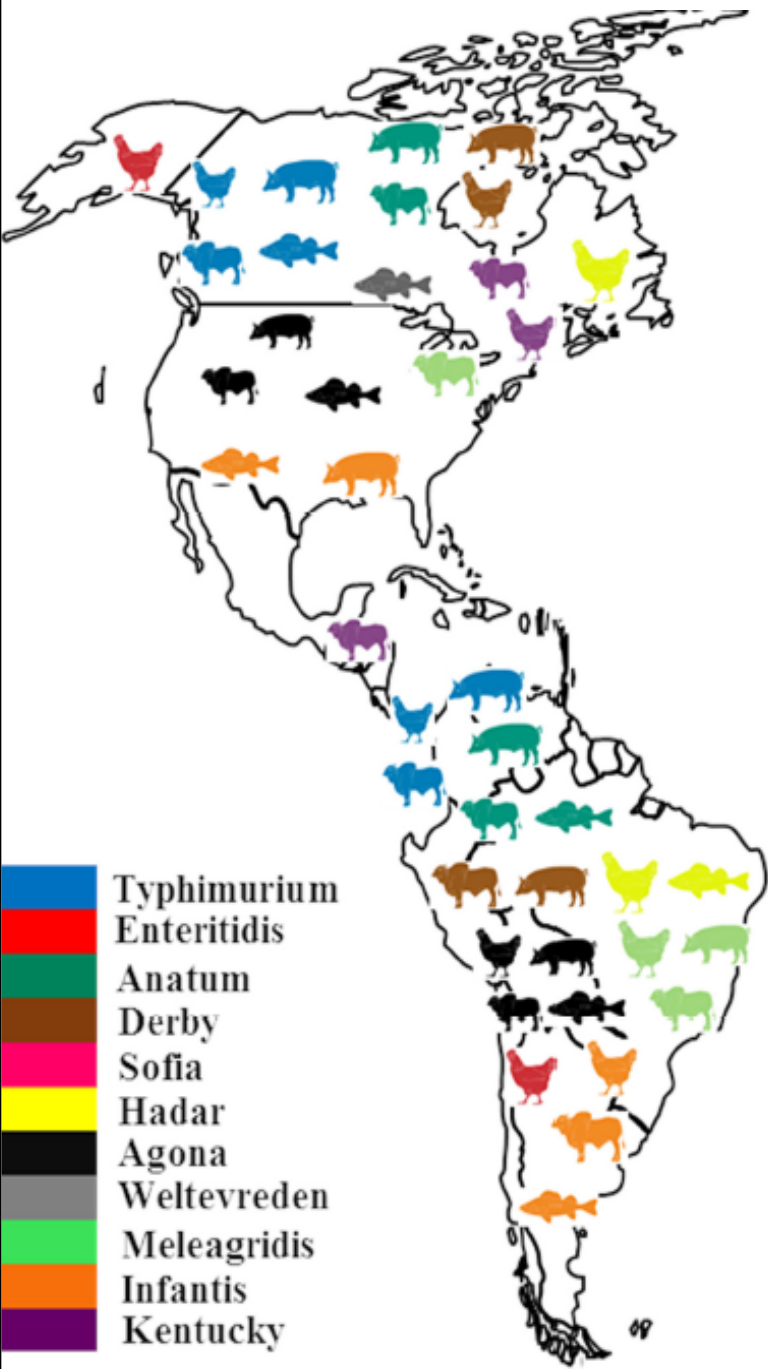 Typhimurium
Enteritidis
Anatum
Derby
Sofia
Hadar
Agona
Weltevreden
Meleagridis
Infantis
Kentucky